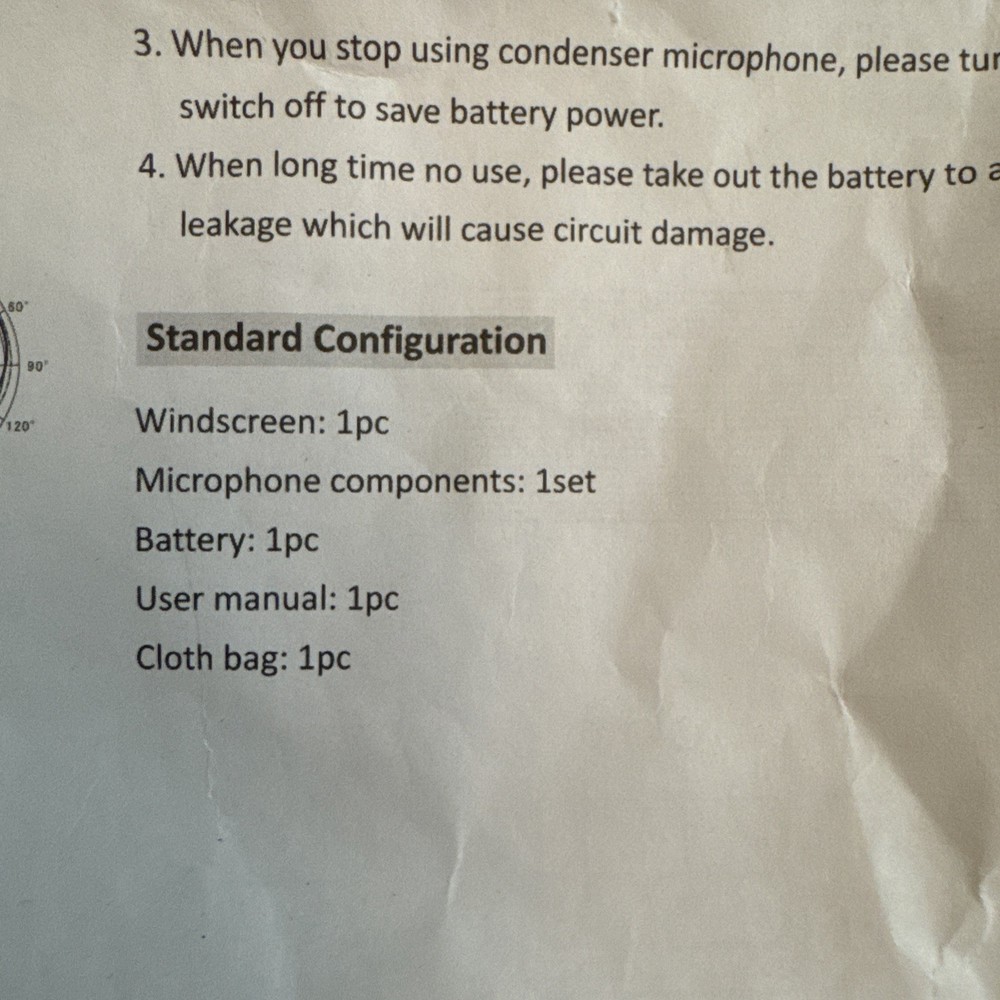 3. When you stop using condenser microphone, please
switch off to save battery power.
4. When long time no use, please take out the battery to
leakage which will cause circuit damage.
60°
90°
120°
Standard Configuration
Windscreen: 1pc
Microphone components: 1set
Battery: 1pc
User manual: 1pc
Cloth bag: 1pc